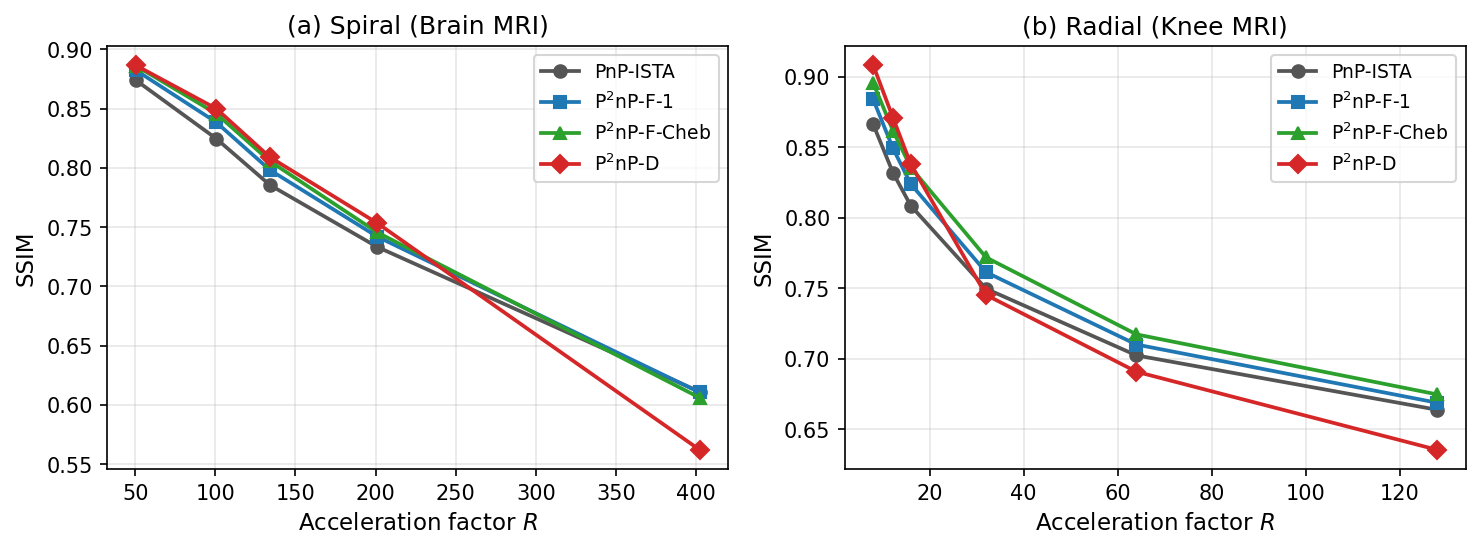 (a) Spiral (Brain MRI)
0.90
0.85
0.80
0.75
0.70
0.65
0.60
0.55
SSIM
50 100 150 200 250 300 350 400
Acceleration factor R
PnP-ISTA
P²nP-F-1
P²nP-F-Cheb
P²nP-D
(b) Radial (Knee MRI)
0.90
0.85
0.80
0.75
0.70
0.65
SSIM
20 40 60 80 100 120
Acceleration factor R
PnP-ISTA
P²nP-F-1
P²nP-F-Cheb
P²nP-D